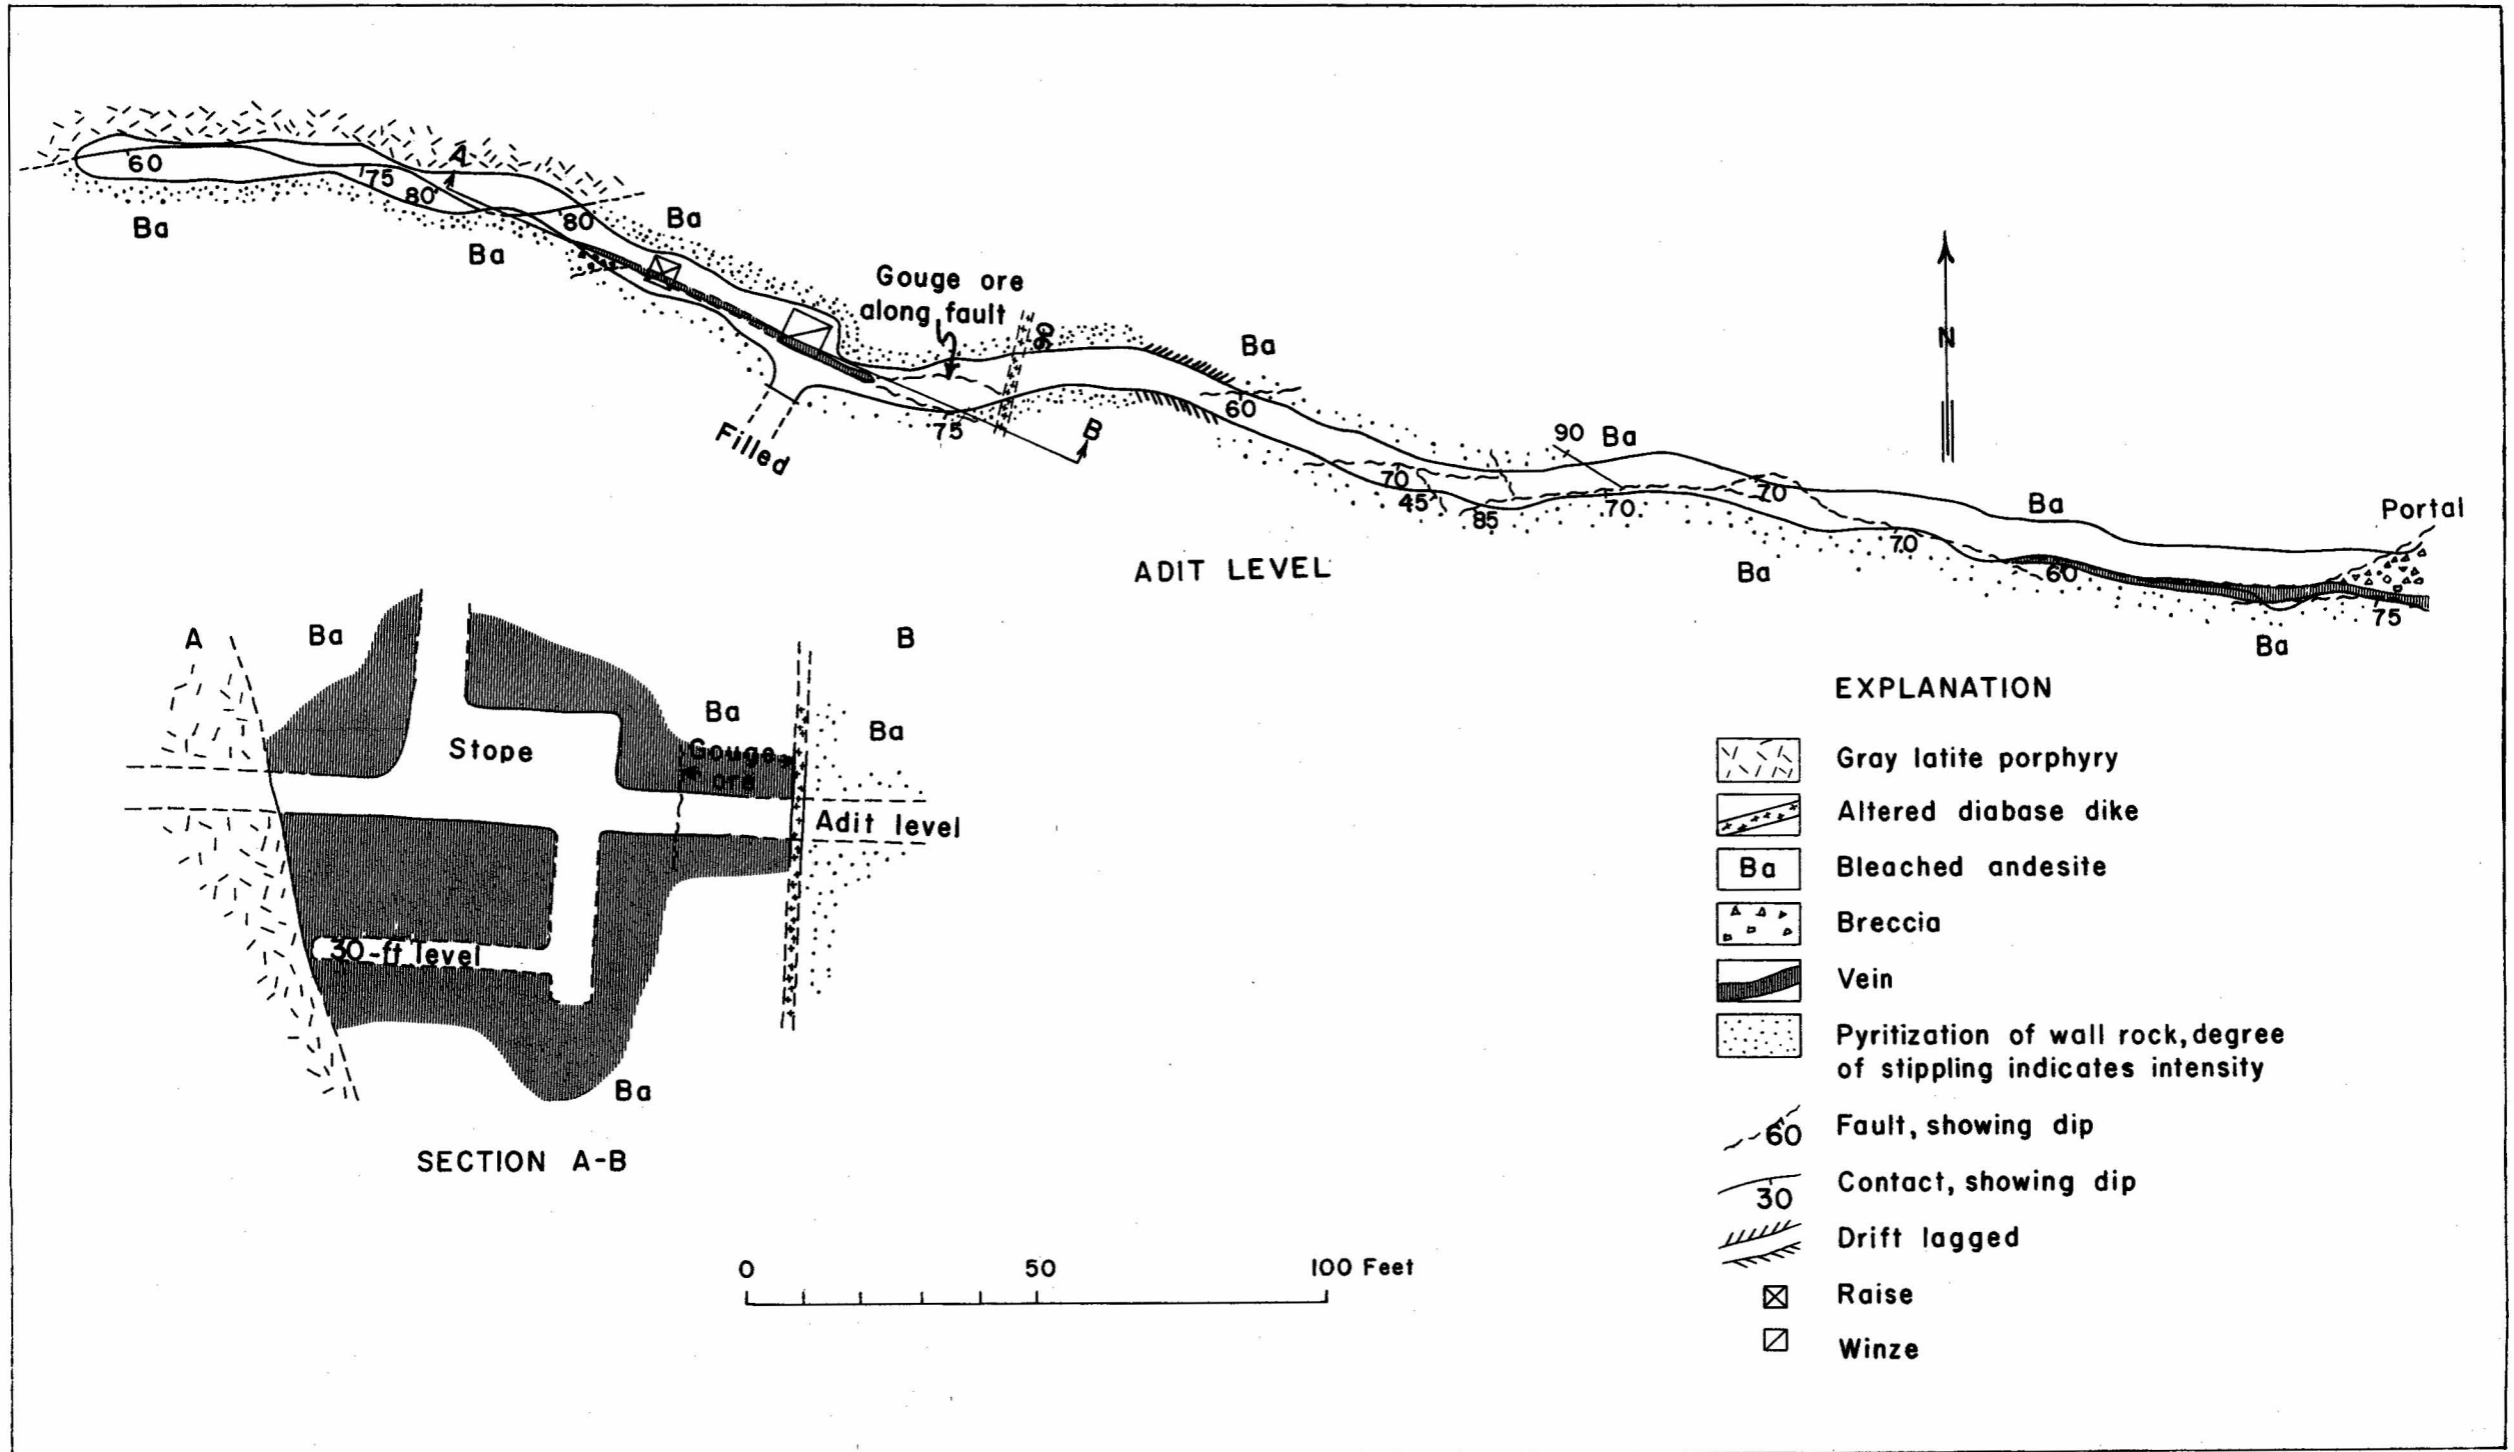 A
60
75
80
80
Ba
Ba
Ba
Gouge ore
along fault
90
Ba
Filled
75
B
60
N
90 Ba
70
45
85
70
70
Ba
Portal
70
60
Ba
75
Ba
ADIT LEVEL
A
Ba
B
Ba
Ba
Stope
Gouge
ore
Adit level
30-ft level
Ba
SECTION A-B
0 50 100 Feet
EXPLANATION
Gray latite porphyry
Altered diabase dike
Ba Bleached andesite
Breccia
Vein
Pyritization of wall rock, degree
of stippling indicates intensity
60 Fault, showing dip
30 Contact, showing dip
Drift lagged
Raise
Winze